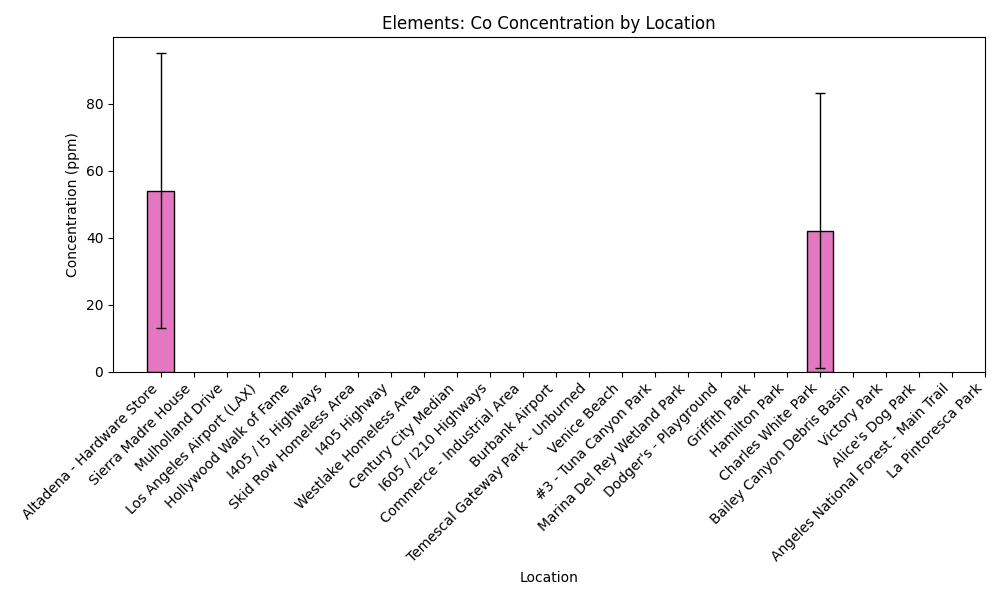 Elements: Co Concentration by Location
Concentration (ppm)
80
60
40
20
0
Altadena - Hardware Store
Sierra Madre House
Mulholland Drive
Los Angeles Airport (LAX)
Hollywood Walk of Fame
I405 / I5 Highways
Skid Row Homeless Area
I405 Highway
Westlake Homeless Area
Century City Median
I605 / I210 Highways
Commerce - Industrial Area
Burbank Airport
Temescal Gateway Park - Unburned
Venice Beach
#3 - Tuna Canyon Park
Marina Del Rey Wetland Park
Dodger's - Playground
Griffith Park
Hamilton Park
Charles White Park
Bailey Canyon Debris Basin
Victory Park
Alice's Dog Park
Angeles National Forest - Main Trail
La Pintoresca Park
Location